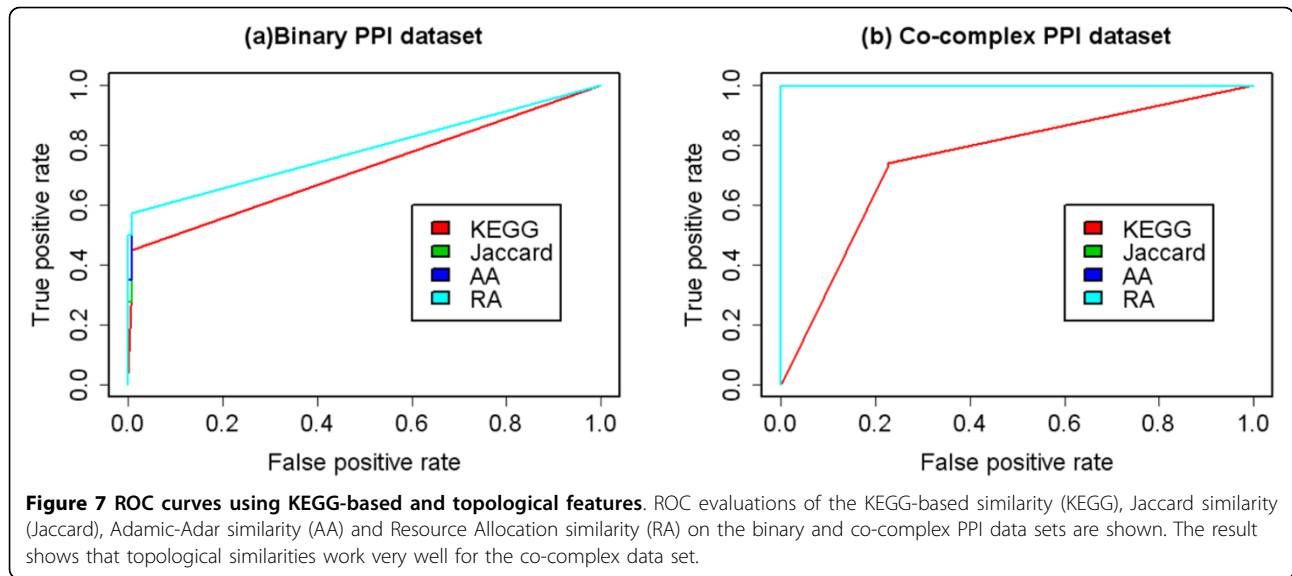 (a)Binary PPI dataset
True positive rate
1.0
0.8
0.6
0.4
0.2
0.0
KEGG
Jaccard
AA
RA
0.0 0.2 0.4 0.6 0.8 1.0
False positive rate
(b) Co-complex PPI dataset
True positive rate
1.0
0.8
0.6
0.4
0.2
0.0
KEGG
Jaccard
AA
RA
0.0 0.2 0.4 0.6 0.8 1.0
False positive rate
Figure 7 ROC curves using KEGG-based and topological features. ROC evaluations of the KEGG-based similarity (KEGG), Jaccard similarity
(Jaccard), Adamic-Adar similarity (AA) and Resource Allocation similarity (RA) on the binary and co-complex PPI data sets are shown. The result
shows that topological similarities work very well for the co-complex data set.